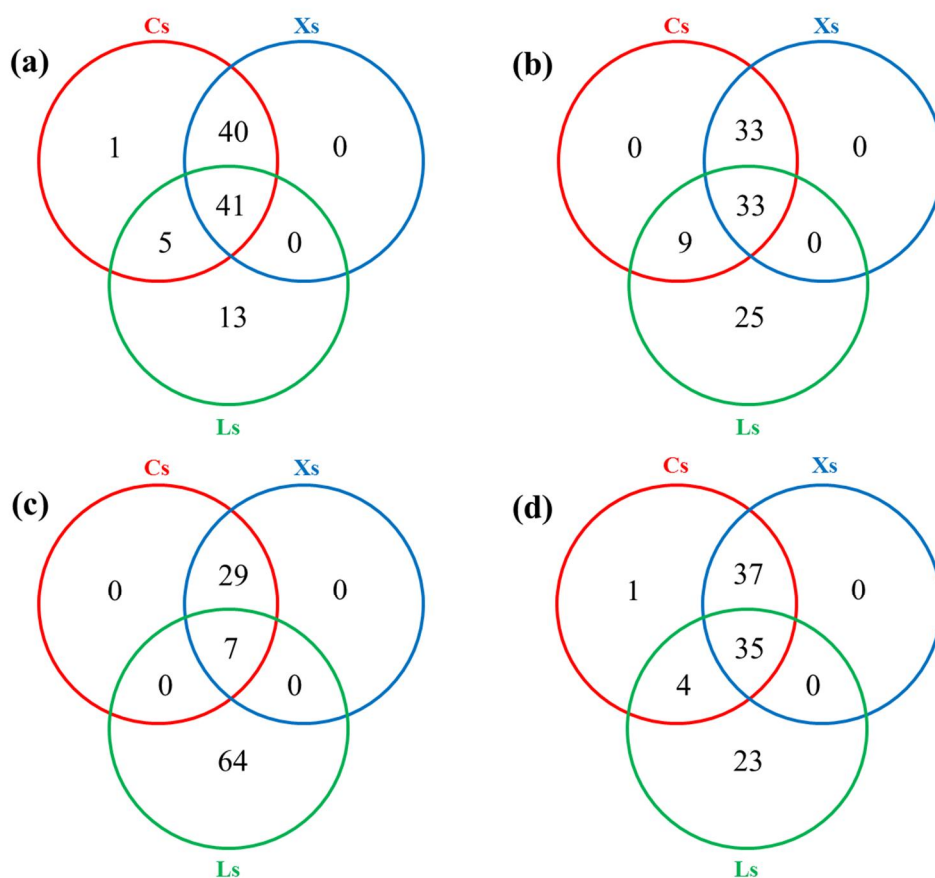 Cs Xs Cs Xs
(a) (b)
1 40 0 0 33 0
41 33
5 0 9 0
13 25
Ls Ls
Cs Xs Cs Xs
(c) (d)
0 29 0 1 37 0
7 35
0 0 4 0
64 23
Ls Ls